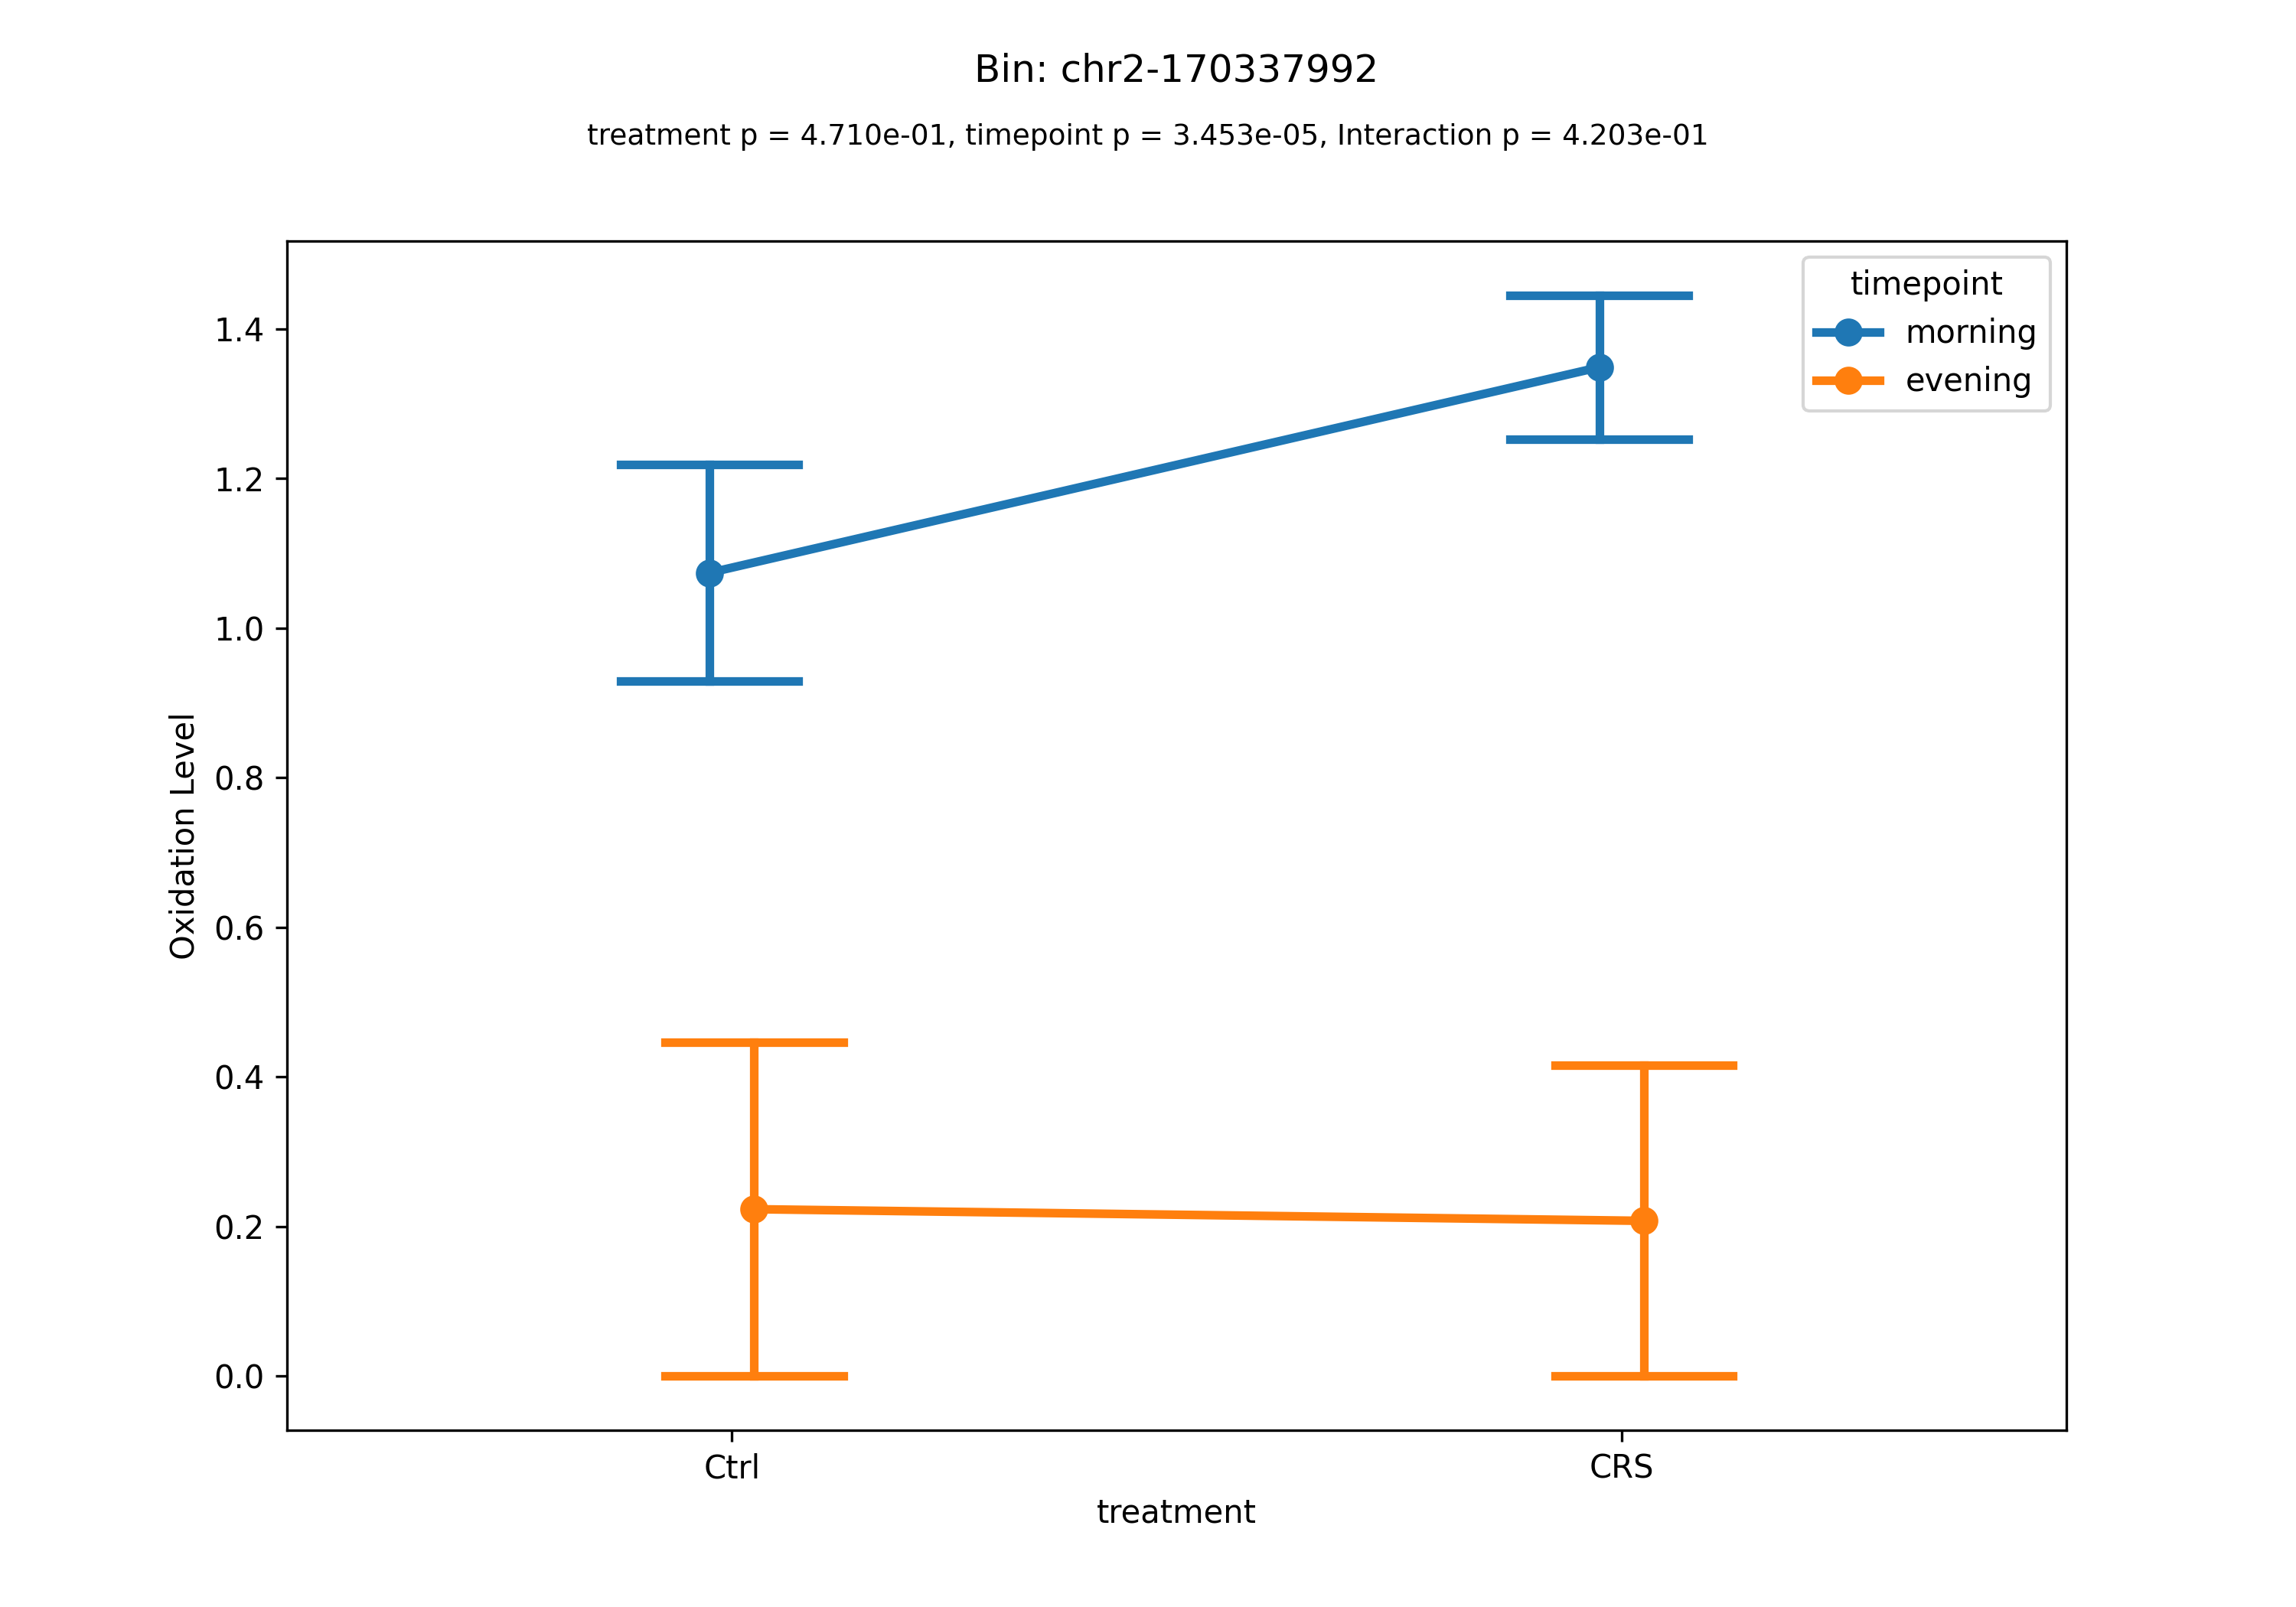 Bin: chr2-170337992
treatment p = 4.710e-01, timepoint p = 3.453e-05, Interaction p = 4.203e-01
timepoint
morning
evening
1.4
1.2
1.0
0.8
0.6
0.4
0.2
0.0
Oxidation Level
Ctrl
CRS
treatment